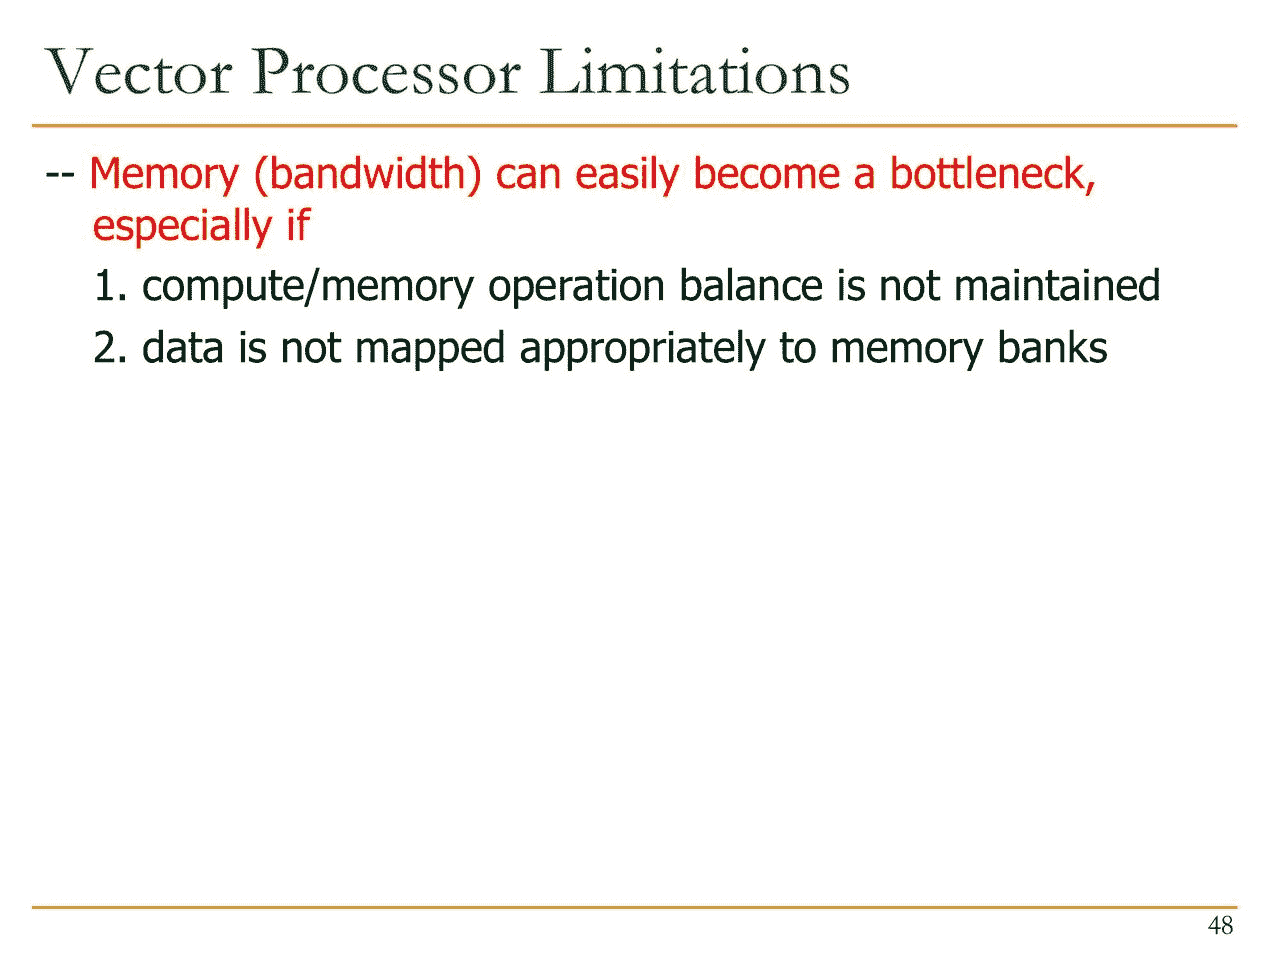 Vector Processor Limitations
-- Memory (bandwidth) can easily become a bottleneck,
especially if
1. compute/memory operation balance is not maintained
2. data is not mapped appropriately to memory banks
48